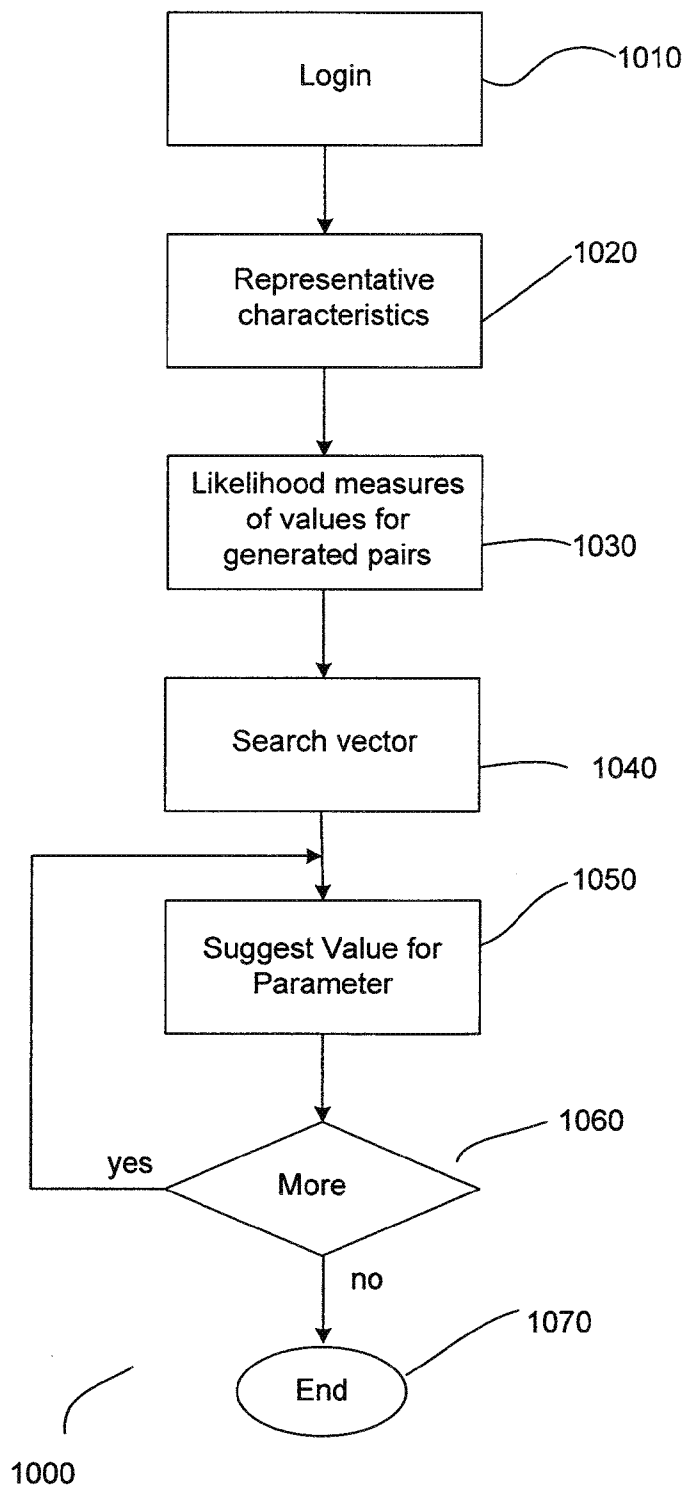 Login
1010
Representative
characteristics
1020
Likelihood measures
of values for
generated pairs
1030
Search vector
1040
1050
Suggest Value for
Parameter
1060
yes
More
no
1070
End
1000